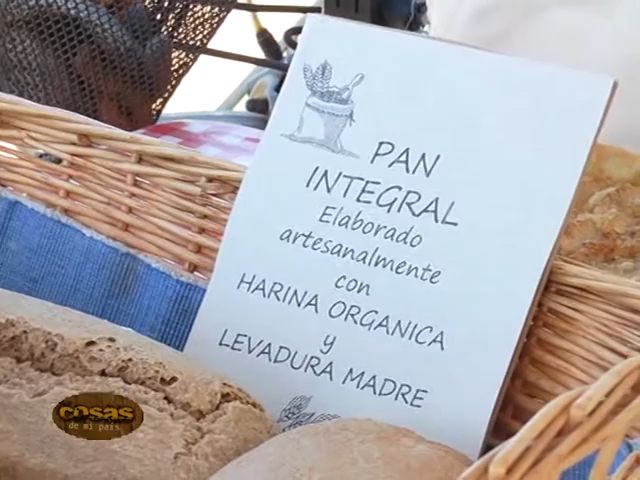 PAN
INTEGRAL
Elaborado
artesanalmente
con
HARINA ORGANICA
y
LEVADURA MADRE
cosas
de mi país